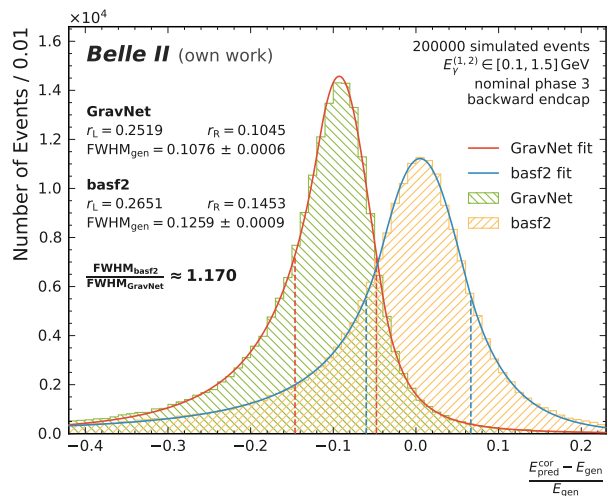 ×10⁴
Belle II (own work)
200000 simulated events
E_γ^(1,2) ∈ [0.1, 1.5] GeV
nominal phase 3
backward endcap
GravNet
r_L = 0.2519 r_R = 0.1045
FWHM_gen = 0.1076 ± 0.0006
basf2
r_L = 0.2651 r_R = 0.1453
FWHM_gen = 0.1259 ± 0.0009
FWHM_basf2 / FWHM_GravNet ≈ 1.170
GravNet fit
basf2 fit
GravNet
basf2
Number of Events / 0.01
1.6
1.4
1.2
1.0
0.8
0.6
0.4
0.2
0.0
−0.4 −0.3 −0.2 −0.1 0.0 0.1 0.2
E_pred^cor − E_gen
E_gen